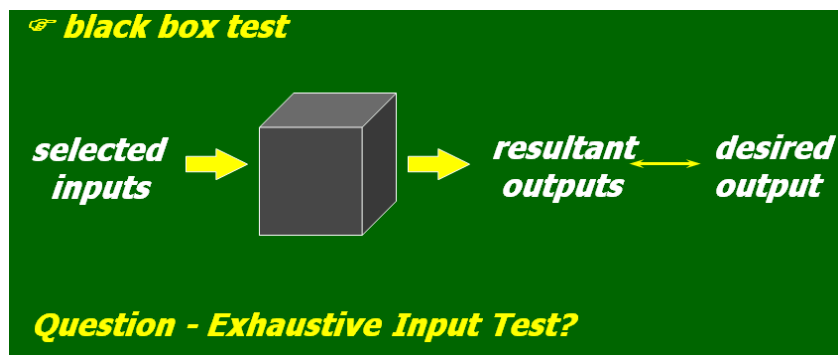 ☞ black box test
selected
inputs
resultant
outputs
desired
output
Question - Exhaustive Input Test?